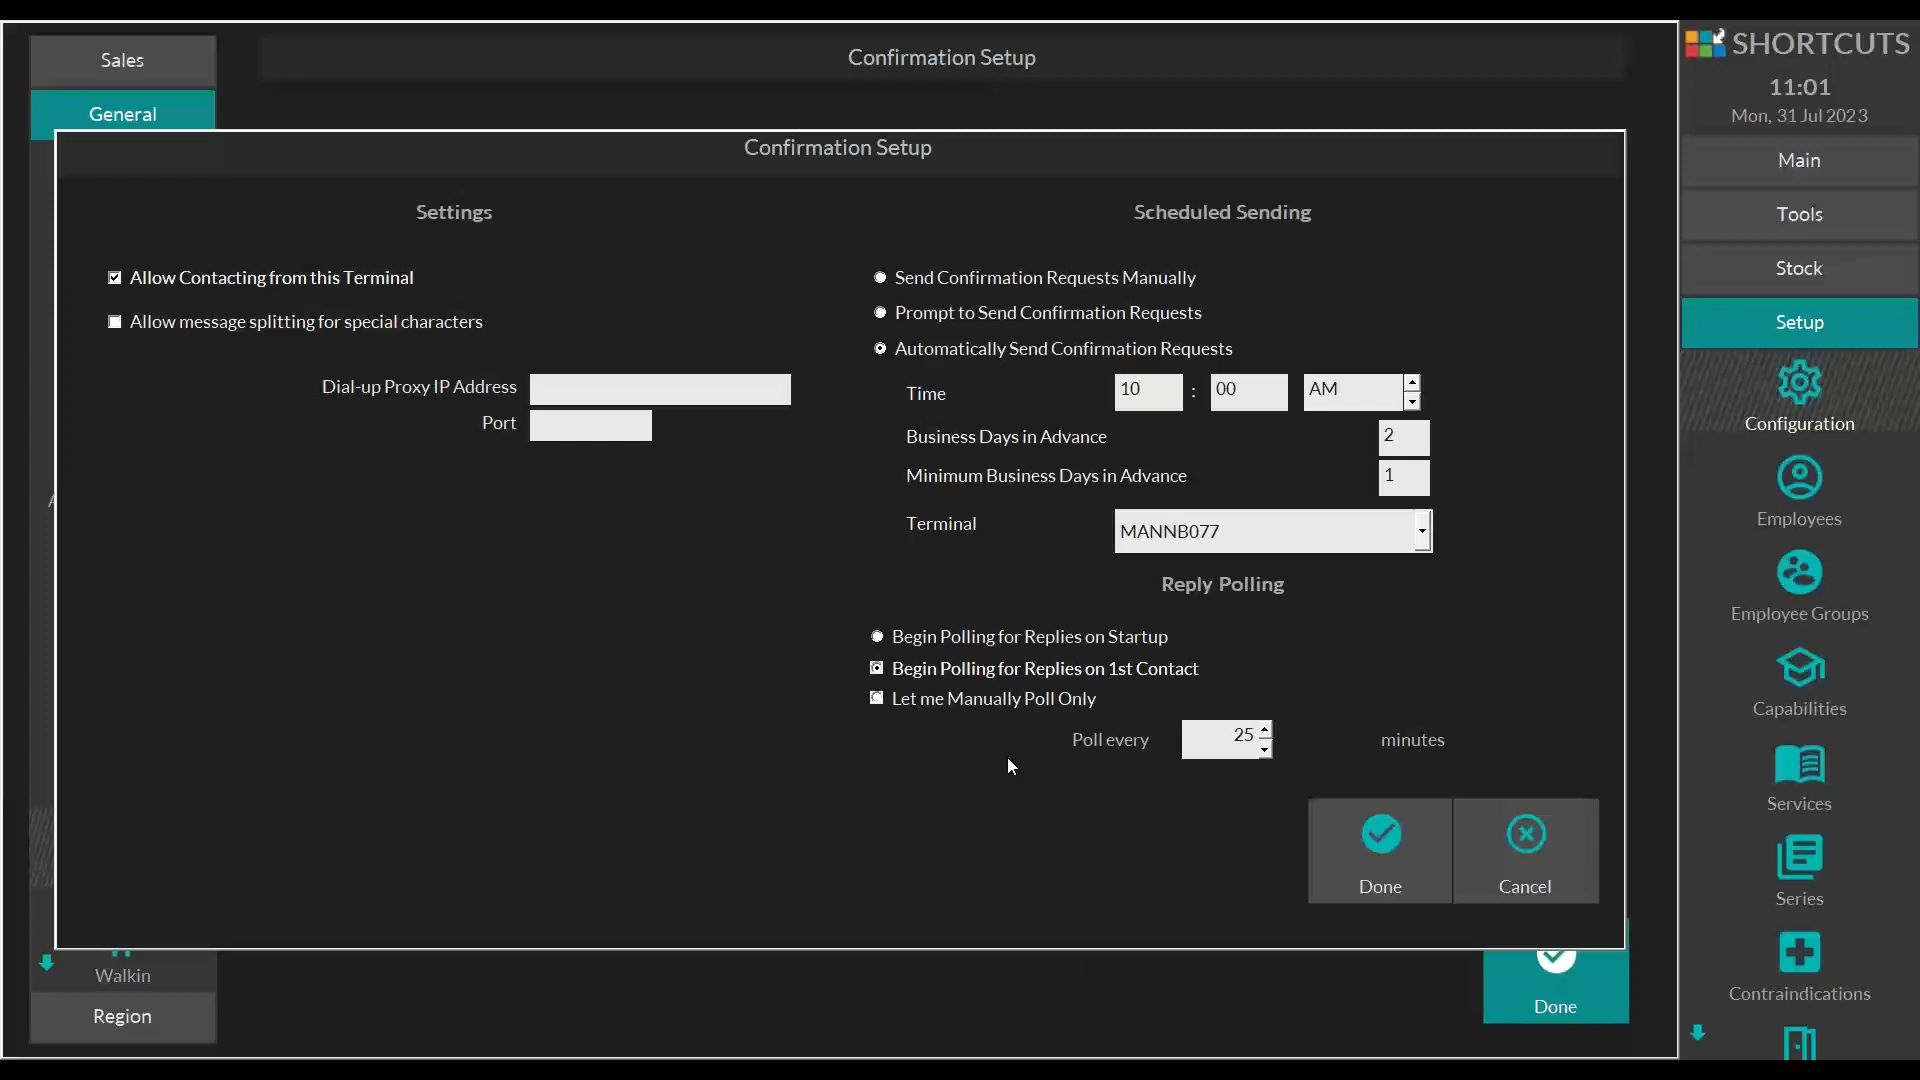 Sales
General
Confirmation Setup
SHORTCUTS
11:01
Mon, 31 Jul 2023
Main
Tools
Stock
Setup
Configuration
Employees
Employee Groups
Capabilities
Services
Series
Contraindications
Confirmation Setup
Settings
Allow Contacting from this Terminal
Allow message splitting for special characters
Dial-up Proxy IP Address
Port
Scheduled Sending
Send Confirmation Requests Manually
Prompt to Send Confirmation Requests
Automatically Send Confirmation Requests
Time 10 : 00 AM
Business Days in Advance 2
Minimum Business Days in Advance 1
Terminal MANNB077
Reply Polling
Begin Polling for Replies on Startup
Begin Polling for Replies on 1st Contact
Let me Manually Poll Only
Poll every 25 minutes
Done
Cancel
Walkin
Region
Done